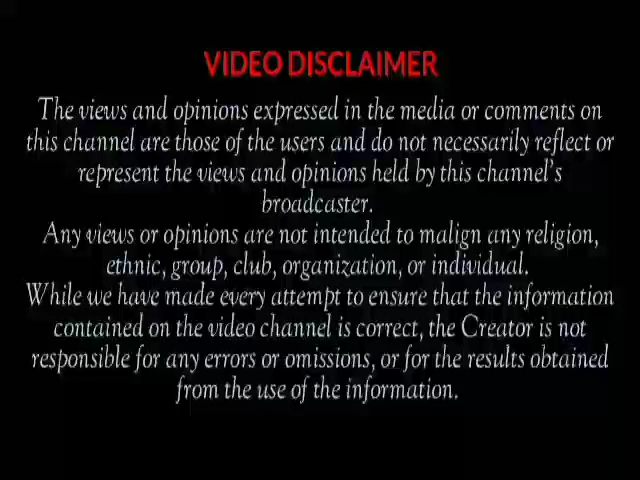 VIDEO DISCLAIMER
The views and opinions expressed in the media or comments on
this channel are those of the users and do not necessarily reflect or
represent the views and opinions held by this channel's
broadcaster.
Any views or opinions are not intended to malign any religion,
ethnic, group, club, organization, or individual.
While we have made every attempt to ensure that the information
contained on the video channel is correct, the Creator is not
responsible for any errors or omissions, or for the results obtained
from the use of the information.